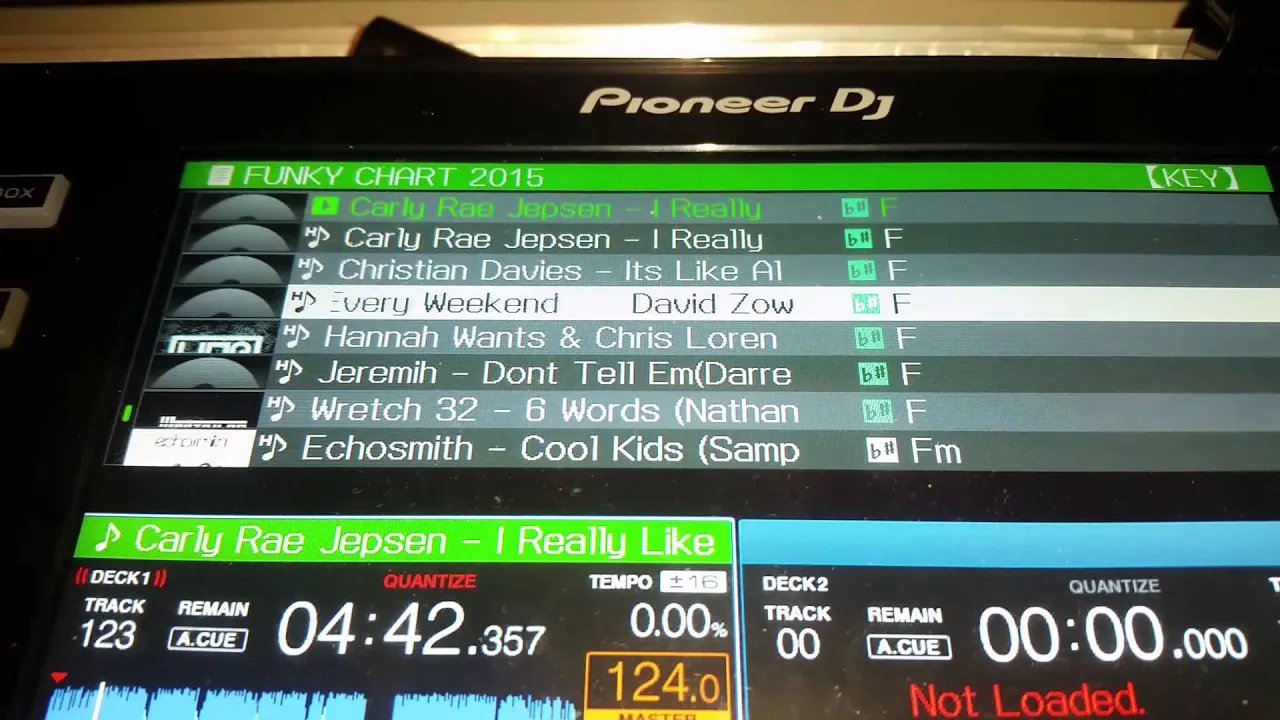 Pioneer DJ
FUNKY CHART 2015 【KEY】
Carly Rae Jepsen - I Really b# F
Carly Rae Jepsen - I Really b# F
Christian Davies - Its Like Al b# F
Every Weekend David Zow b# F
Hannah Wants & Chris Loren b# F
Jeremih - Dont Tell Em(Darre b# F
Wretch 32 - 6 Words (Nathan b# F
echosmith
Echosmith - Cool Kids (Samp b# Fm
Carly Rae Jepsen - I Really Like
DECK1 QUANTIZE TEMPO ±16
TRACK REMAIN
123 A.CUE 04:42.357 0.00%
124.0
MASTER
DECK2 QUANTIZE
TRACK REMAIN
00 A.CUE 00:00.000
Not Loaded.